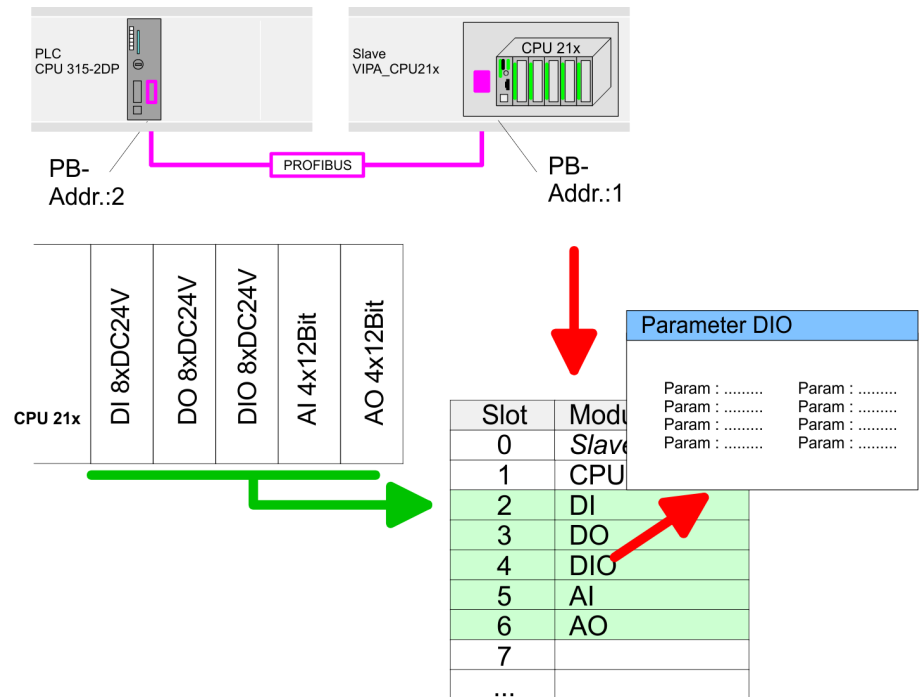 PLC
CPU 315-2DP
Slave
VIPA_CPU21x
CPU 21x
PROFIBUS
PB-
Addr.:2
PB-
Addr.:1
CPU 21x
DI 8xDC24V
DO 8xDC24V
DIO 8xDC24V
AI 4x12Bit
AO 4x12Bit
Parameter DIO
Param : ......... Param : .........
Param : ......... Param : .........
Param : ......... Param : .........
Param : ......... Param : .........
Slot Modu
0 Slave
1 CPU
2 DI
3 DO
4 DIO
5 AI
6 AO
7
...